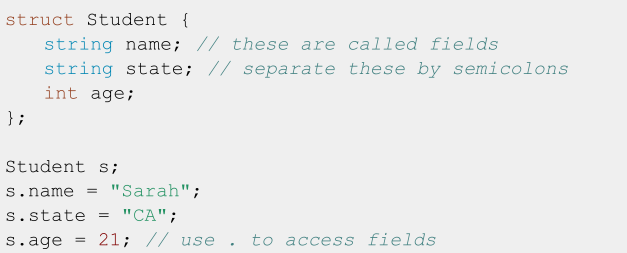 struct Student {
string name; // these are called fields
string state; // separate these by semicolons
int age;
};
Student s;
s.name = "Sarah";
s.state = "CA";
s.age = 21; // use . to access fields